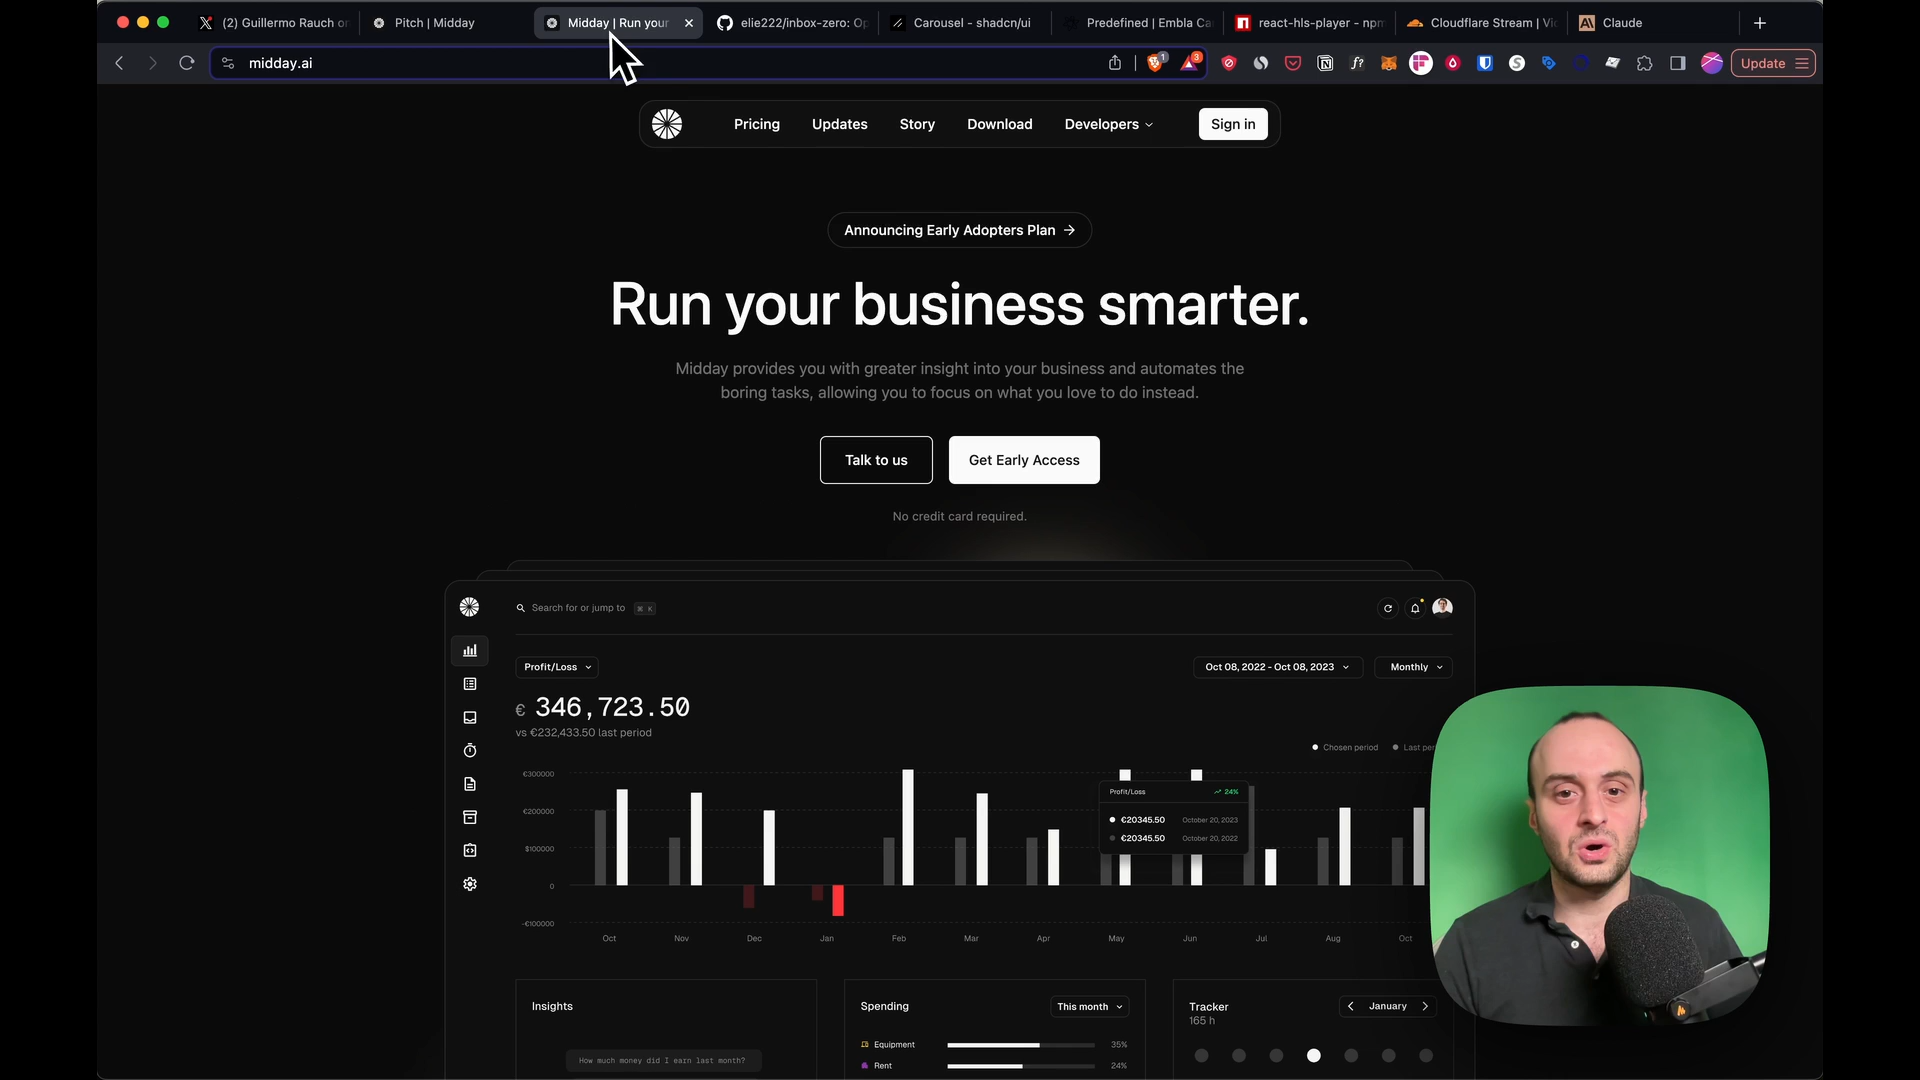 (2) Guillermo Rauch on
Pitch | Midday
Midday | Run your
elie222/inbox-zero: Op
Carousel - shadcn/ui
Predefined | Embla Ca
react-hls-player - npm
Cloudflare Stream | Vi
Claude
midday.ai
1
3
Update
Pricing
Updates
Story
Download
Developers
Sign in
Announcing Early Adopters Plan →
Run your business smarter.
Midday provides you with greater insight into your business and automates the
boring tasks, allowing you to focus on what you love to do instead.
Talk to us
Get Early Access
No credit card required.
Search for or jump to ⌘ K
Profit/Loss
Oct 08, 2022 - Oct 08, 2023
Monthly
€ 346,723.50
vs €232,433.50 last period
Chosen period
Last per
€300000
€200000
$100000
0
-€100000
Profit/Loss
24%
€20345.50
October 20, 2023
€20345.50
October 20, 2022
Oct
Nov
Dec
Jan
Feb
Mar
Apr
May
Jun
Jul
Aug
Oct
Insights
How much money did I earn last month?
Spending
This month
Equipment
35%
Rent
24%
Tracker
165 h
January